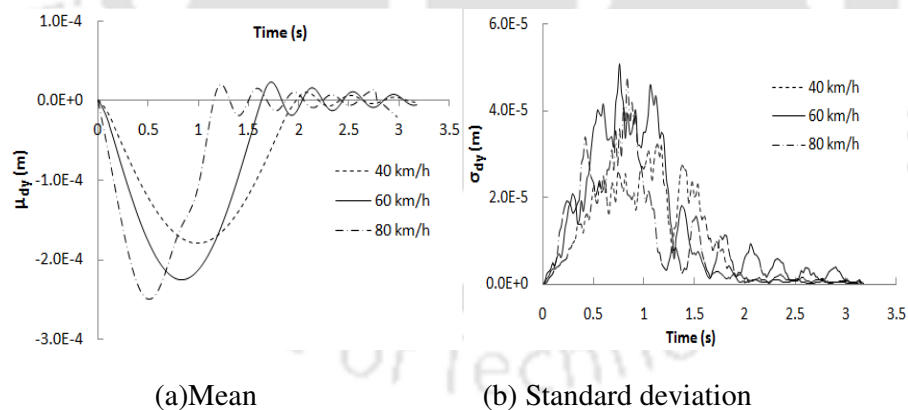 1.0E-4
Time (s)
0.0E+0
0 0.5 1 1.5 2 2.5 3 3.5
-1.0E-4
-2.0E-4
-3.0E-4
μdy (m)
40 km/h
60 km/h
80 km/h
6.0E-5
4.0E-5
2.0E-5
0.0E+0
σdy (m)
40 km/h
60 km/h
80 km/h
0 0.5 1 1.5 2 2.5 3 3.5
Time (s)
of Techno
(a)Mean
(b) Standard deviation